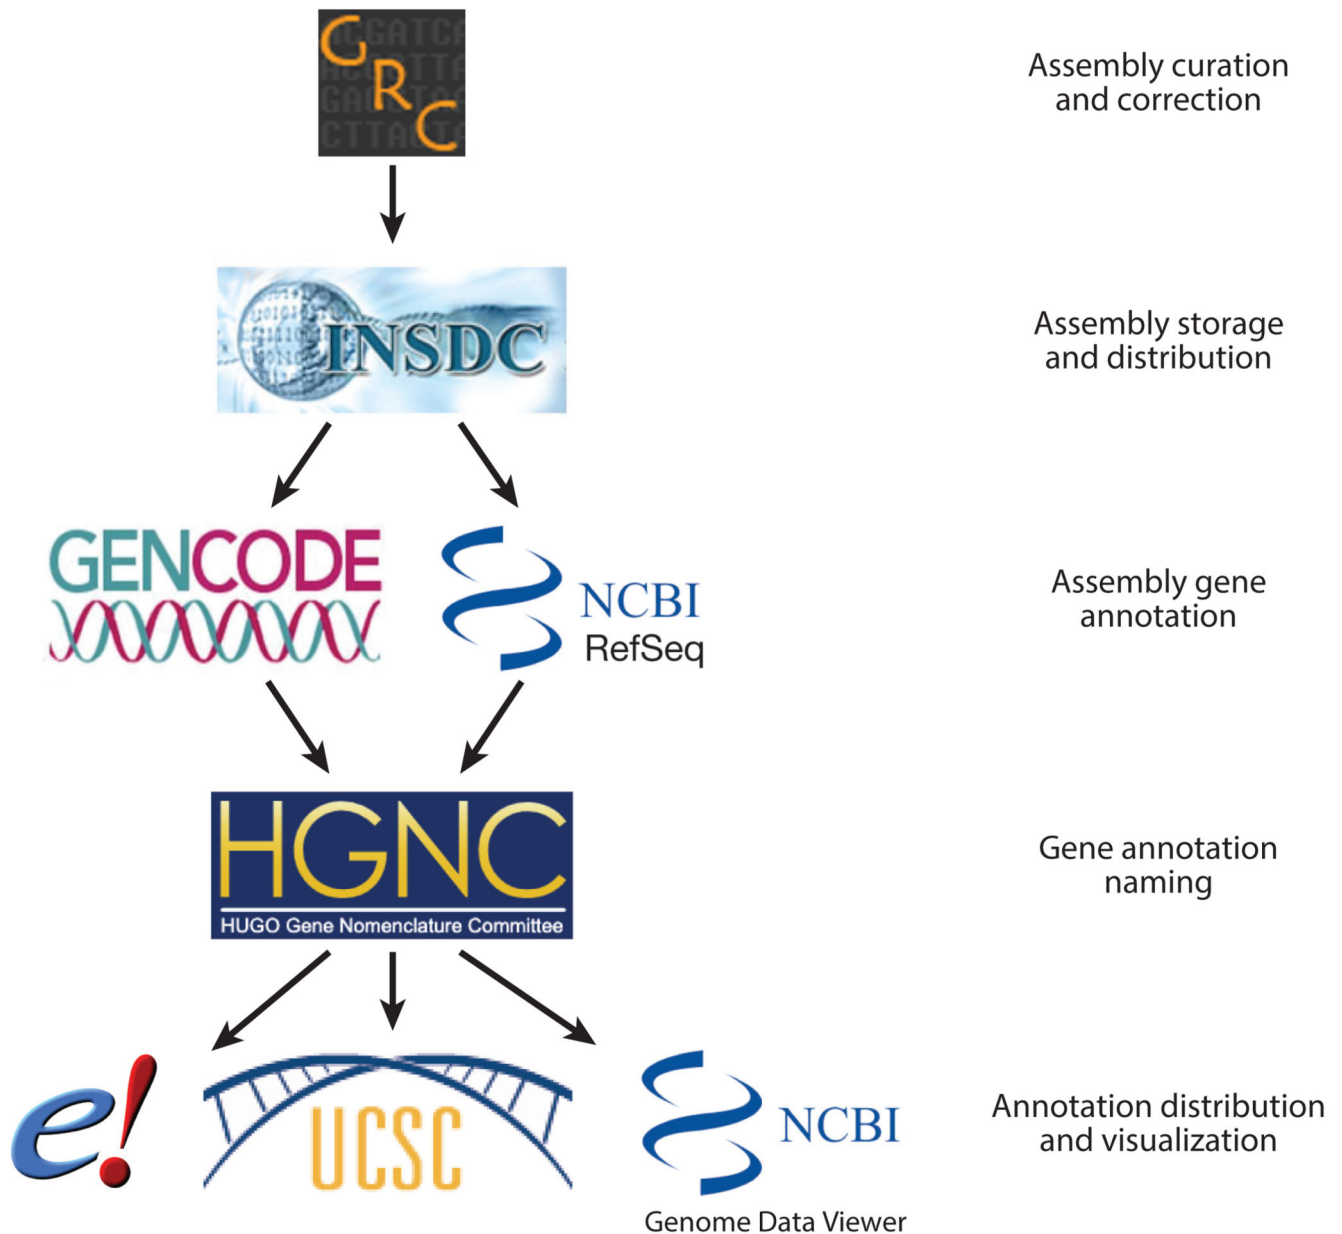 GRC
Assembly curation
and correction
INSDC
Assembly storage
and distribution
GENCODE
NCBI
RefSeq
Assembly gene
annotation
HGNC
HUGO Gene Nomenclature Committee
Gene annotation
naming
e!
UCSC
NCBI
Genome Data Viewer
Annotation distribution
and visualization